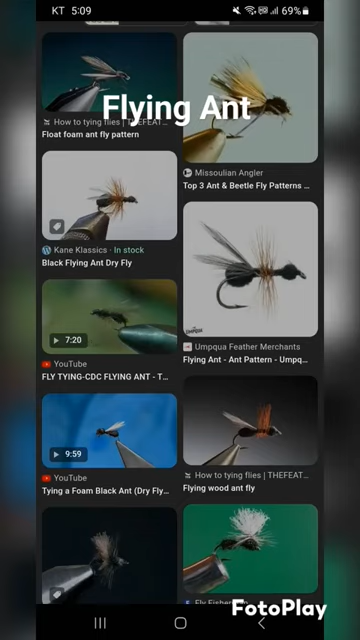 KT 5:09
69%
Flying Ant
How to tying flies | THEFEAT...
Float foam ant fly pattern
Missoulian Angler
Top 3 Ant & Beetle Fly Patterns ...
Kane Klassics · In stock
Black Flying Ant Dry Fly
UMPQUA
Umpqua Feather Merchants
Flying Ant - Ant Pattern - Umpq...
7:20
YouTube
FLY TYING-CDC FLYING ANT - T...
9:59
YouTube
Tying a Foam Black Ant (Dry Fly...
How to tying flies | THEFEAT...
Flying wood ant fly
Fly Fisher
FotoPlay